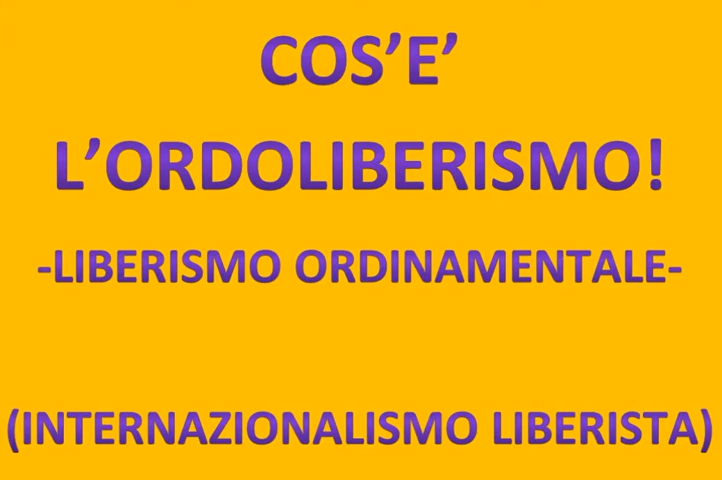 COS’E’
L’ORDOLIBERISMO!
-LIBERISMO ORDINAMENTALE-
(INTERNAZIONALISMO LIBERISTA)